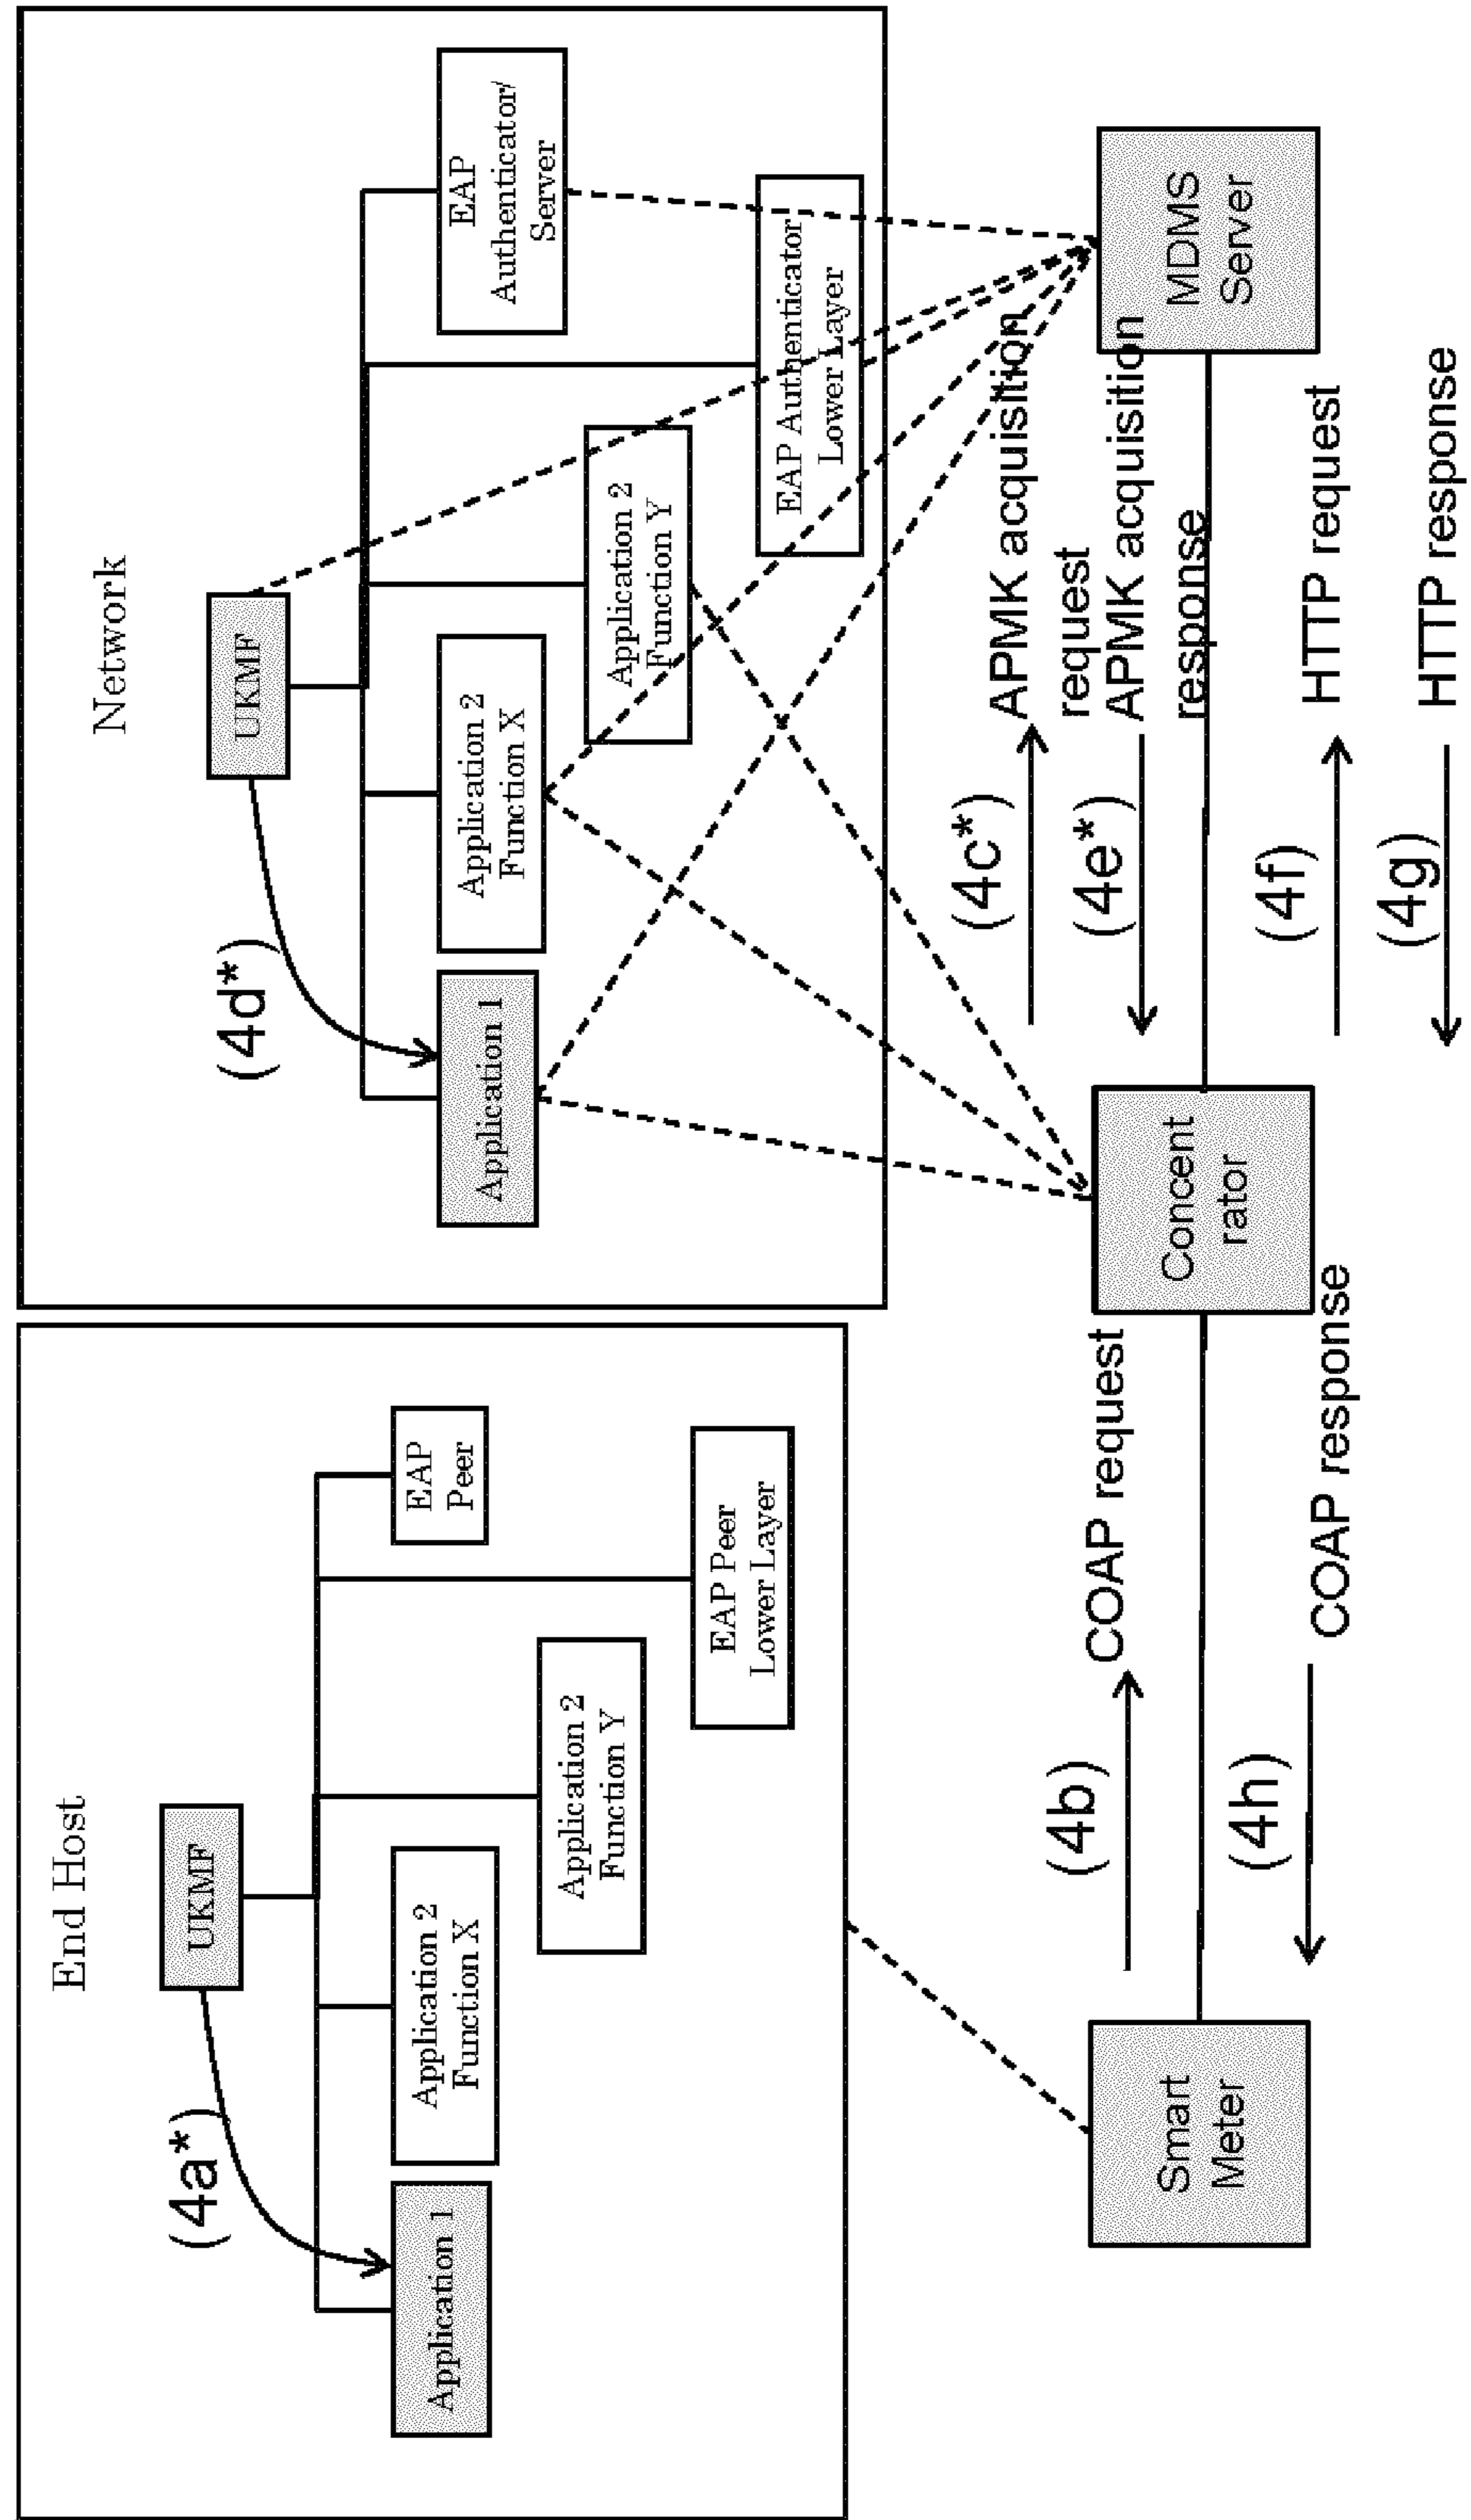 End Host
UKMF
(4a*)
Application 1
Application 2
Function X
Application 2
Function Y
EAP Peer
Lower Layer
EAP
Peer
Network
UKMF
(4d*)
Application 1
Application 2
Function X
Application 2
Function Y
EAP Authenticator
Lower Layer
EAP
Authenticator/
Server
Smart
Meter
(4b)
COAP request
(4h)
COAP response
Concent
rator
(4c*)
APMK acquisition
request
(4e*)
APMK acquisition
response
(4f)
HTTP request
(4g)
HTTP response
MDMS
Server